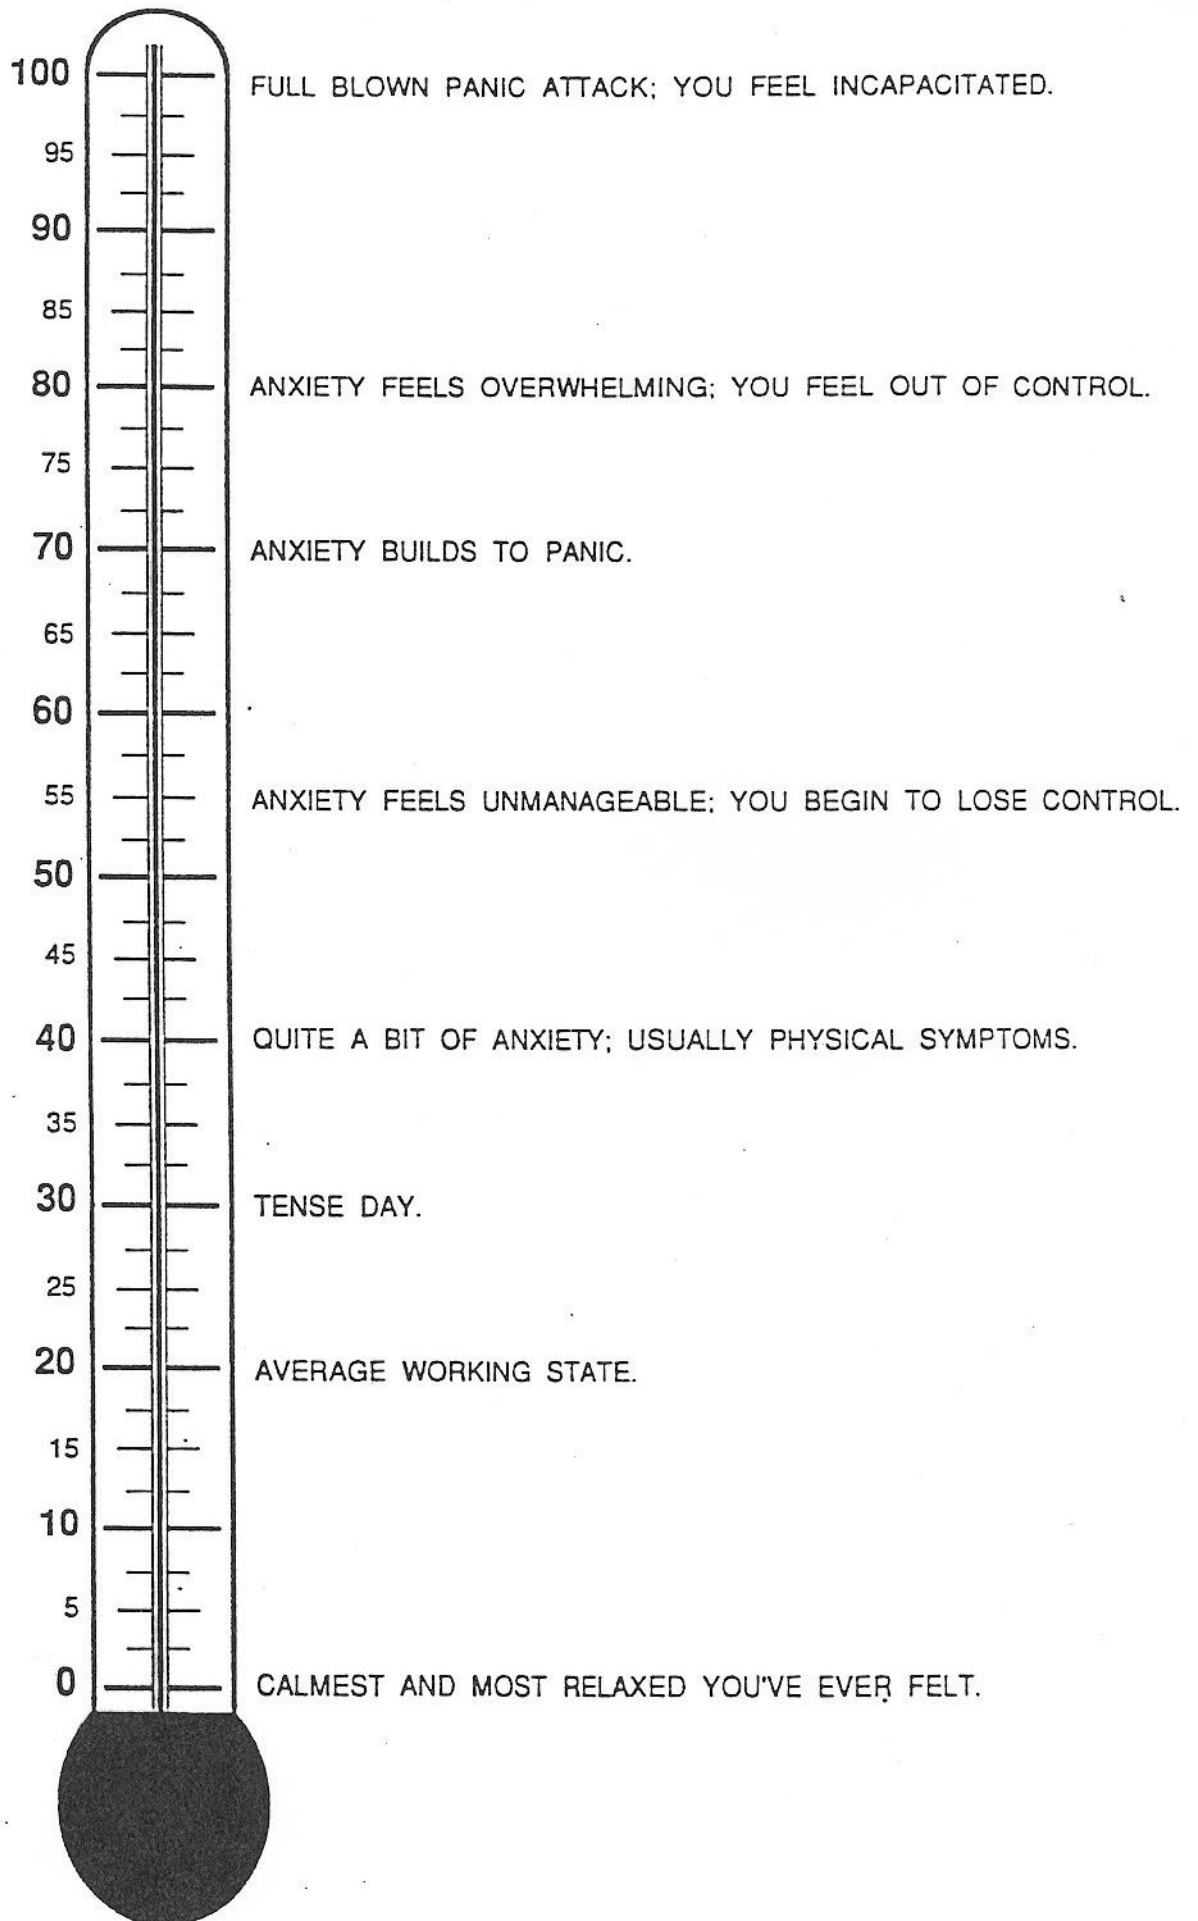 100 FULL BLOWN PANIC ATTACK; YOU FEEL INCAPACITATED.
95
90
85
80 ANXIETY FEELS OVERWHELMING; YOU FEEL OUT OF CONTROL.
75
70 ANXIETY BUILDS TO PANIC.
65
60
55 ANXIETY FEELS UNMANAGEABLE; YOU BEGIN TO LOSE CONTROL.
50
45
40 QUITE A BIT OF ANXIETY; USUALLY PHYSICAL SYMPTOMS.
35
30 TENSE DAY.
25
20 AVERAGE WORKING STATE.
15
10
5
0 CALMEST AND MOST RELAXED YOU'VE EVER FELT.